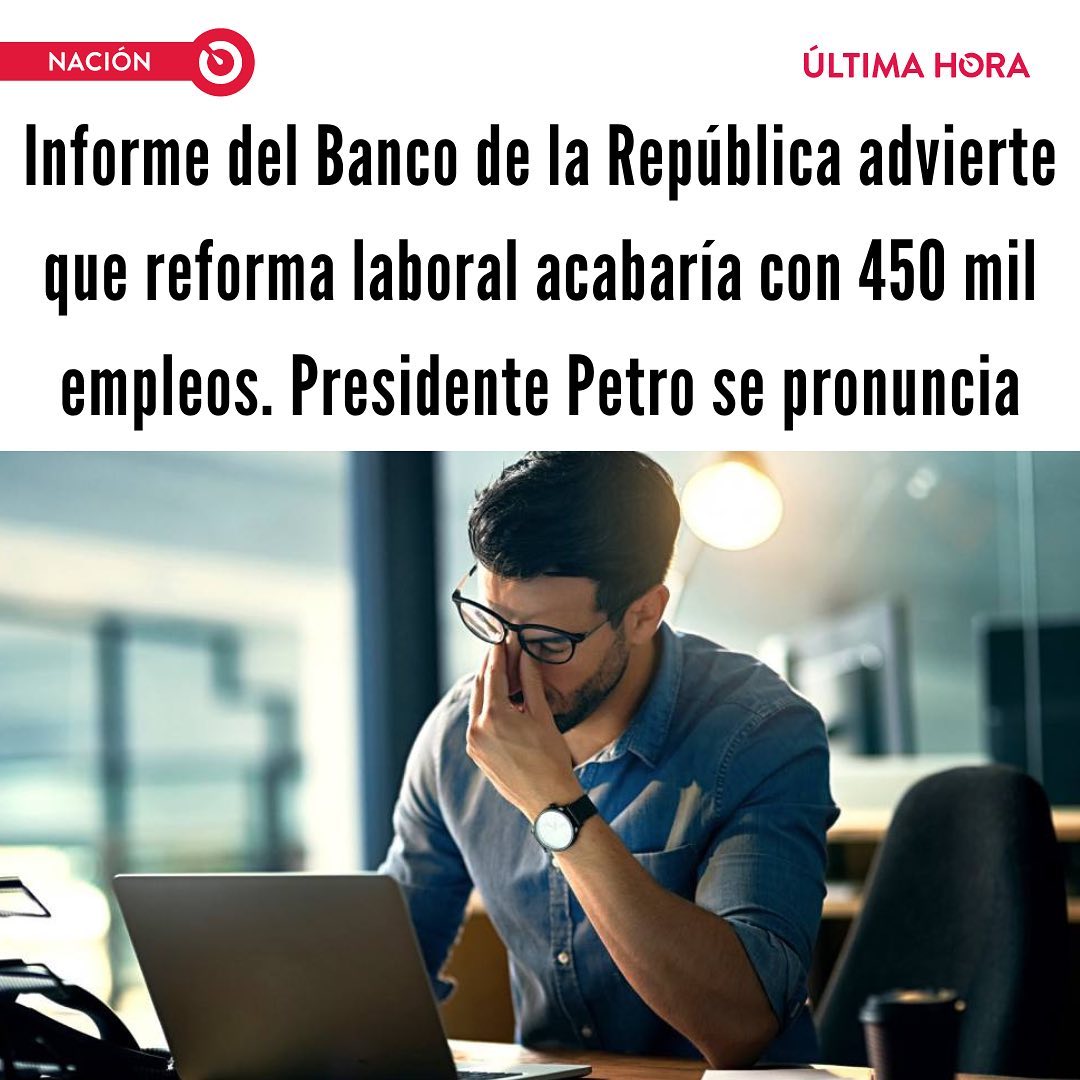 NACIÓN
ÚLTIMA HORA
Informe del Banco de la República advierte
que reforma laboral acabaría con 450 mil
empleos. Presidente Petro se pronuncia